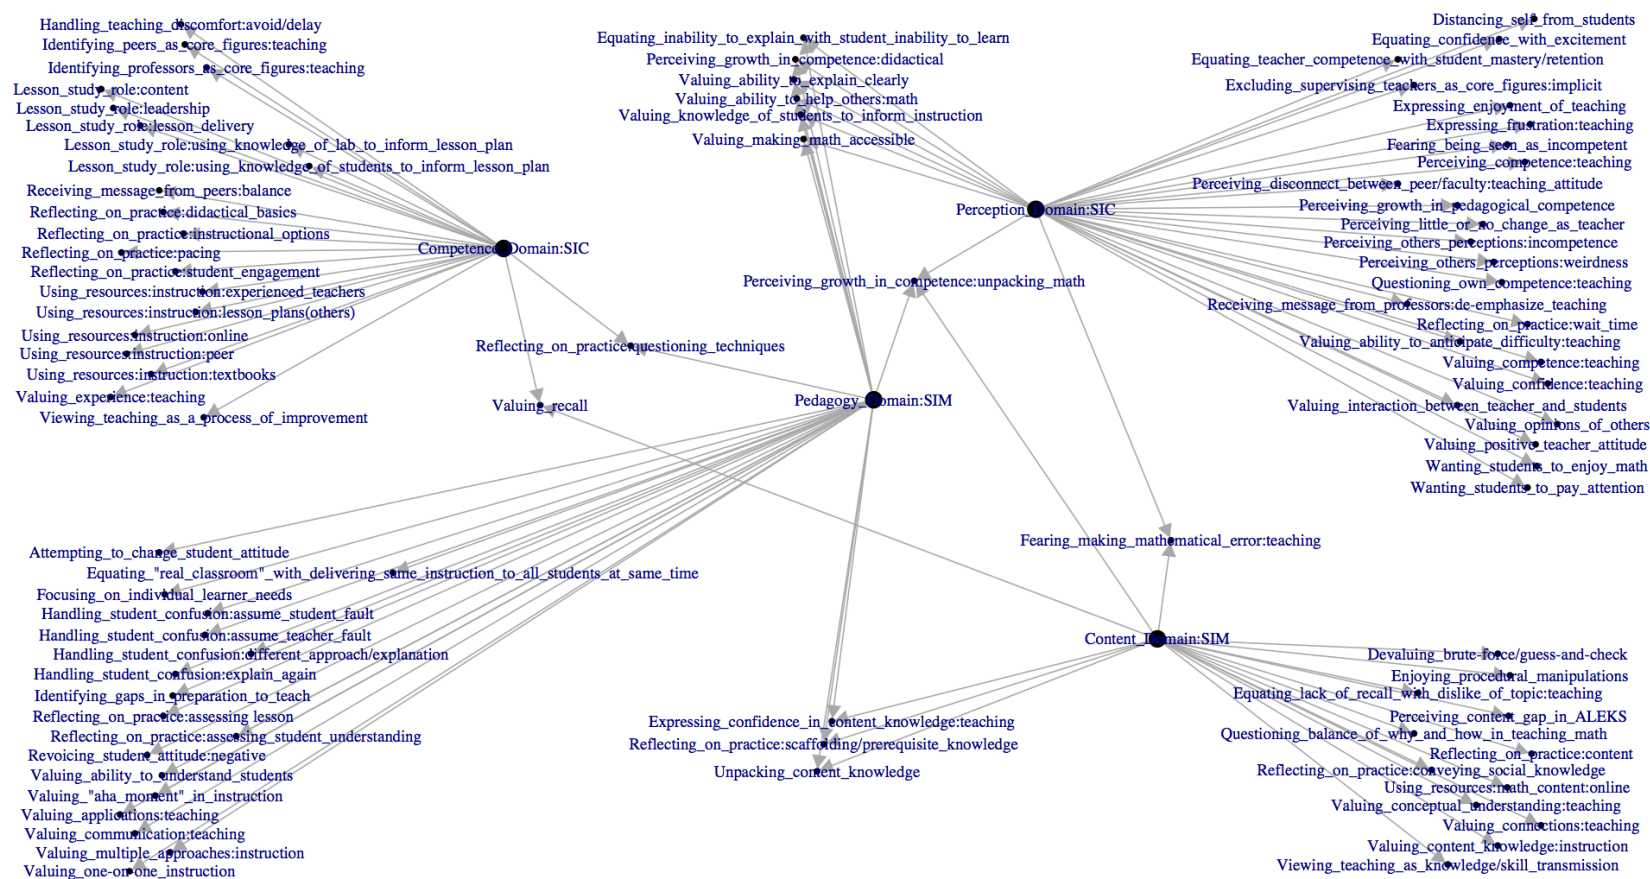 Handling_teaching_discomfort:avoid/delay
Identifying_peers_as_core_figures:teaching
Identifying_professors_as_core_figures:teaching
Lesson_study_role:content
Lesson_study_role:leadership
Lesson_study_role:lesson_delivery
Lesson_study_role:using_knowledge_of_lab_to_inform_lesson_plan
Lesson_study_role:using_knowledge_of_students_to_inform_lesson_plan
Receiving_message_from_peers:balance
Reflecting_on_practice:didactical_basics
Reflecting_on_practice:instructional_options
Reflecting_on_practice:pacing
Reflecting_on_practice:student_engagement
Using_resources:instruction:experienced_teachers
Using_resources:instruction:lesson_plans(others)
Using_resources:instruction:online
Using_resources:instruction:peer
Using_resources:instruction:textbooks
Valuing_experience:teaching
Viewing_teaching_as_a_process_of_improvement
Competence_Domain:SIC
Equating_inability_to_explain_with_student_inability_to_learn
Perceiving_growth_in_competence:didactical
Valuing_ability_to_explain_clearly
Valuing_ability_to_help_others:math
Valuing_knowledge_of_students_to_inform_instruction
Valuing_making_math_accessible
Perception_Domain:SIC
Perceiving_growth_in_competence:unpacking_math
Reflecting_on_practice:questioning_techniques
Valuing_recall
Pedagogy_Domain:SIM
Distancing_self_from_students
Equating_confidence_with_excitement
Equating_teacher_competence_with_student_mastery/retention
Excluding_supervising_teachers_as_core_figures:implicit
Expressing_enjoyment_of_teaching
Expressing_frustration:teaching
Fearing_being_seen_as_incompetent
Perceiving_competence:teaching
Perceiving_disconnect_between_peer/faculty:teaching_attitude
Perceiving_growth_in_pedagogical_competence
Perceiving_little_or_no_change_as_teacher
Perceiving_others_perceptions:incompetence
Perceiving_others_perceptions:weirdness
Questioning_own_competence:teaching
Receiving_message_from_professors:de-emphasize_teaching
Reflecting_on_practice:wait_time
Valuing_ability_to_anticipate_difficulty:teaching
Valuing_competence:teaching
Valuing_confidence:teaching
Valuing_interaction_between_teacher_and_students
Valuing_opinions_of_others
Valuing_positive_teacher_attitude
Wanting_students_to_enjoy_math
Wanting_students_to_pay_attention
Attempting_to_change_student_attitude
Equating_"real_classroom"_with_delivering_same_instruction_to_all_students_at_same_time
Focusing_on_individual_learner_needs
Handling_student_confusion:assume_student_fault
Handling_student_confusion:assume_teacher_fault
Handling_student_confusion:different_approach/explanation
Handling_student_confusion:explain_again
Identifying_gaps_in_preparation_to_teach
Reflecting_on_practice:assessing lesson
Reflecting_on_practice:assessing_student_understanding
Revoicing_student_attitude:negative
Valuing_ability_to_understand_students
Valuing_"aha_moment"_in_instruction
Valuing_applications:teaching
Valuing_communication:teaching
Valuing_multiple_approaches:instruction
Valuing_one-on-one_instruction
Fearing_making_mathematical_error:teaching
Content_Domain:SIM
Expressing_confidence_in_content_knowledge:teaching
Reflecting_on_practice:scaffolding/prerequisite_knowledge
Unpacking_content_knowledge
Devaluing_brute-force/guess-and-check
Enjoying_procedural_manipulations
Equating_lack_of_recall_with_dislike_of_topic:teaching
Perceiving_content_gap_in_ALEKS
Questioning_balance_of_why_and_how_in_teaching_math
Reflecting_on_practice:content
Reflecting_on_practice:conveying_social_knowledge
Using_resources:math_content:online
Valuing_conceptual_understanding:teaching
Valuing_connections:teaching
Valuing_content_knowledge:instruction
Viewing_teaching_as_knowledge/skill_transmission